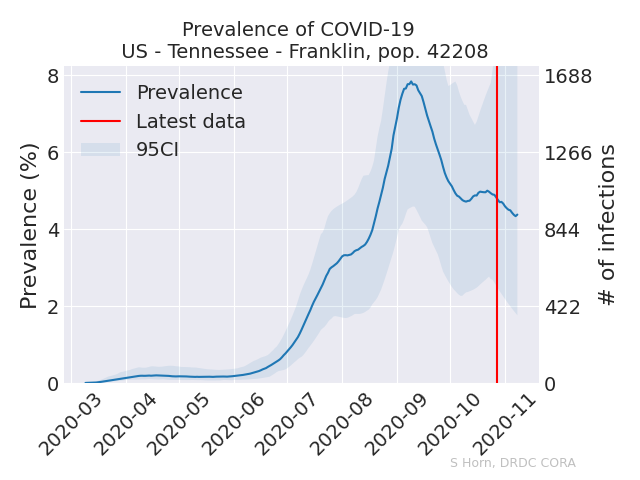 Prevalence of COVID-19
US - Tennessee - Franklin, pop. 42208
Prevalence
Latest data
95CI
Prevalence (%)
8
6
4
2
0
1688
1266
844
422
0
# of infections
2020-03
2020-04
2020-05
2020-06
2020-07
2020-08
2020-09
2020-10
2020-11
S Horn, DRDC CORA